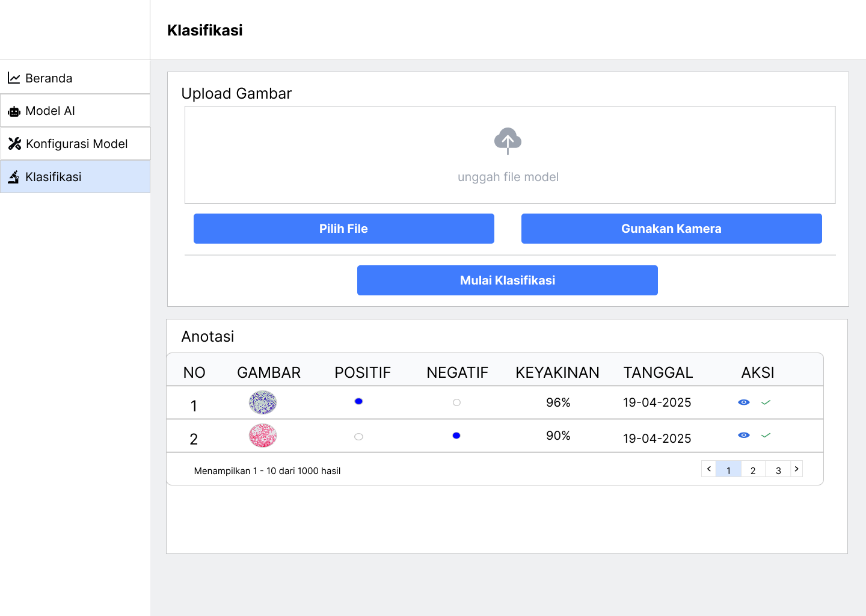 Klasifikasi
Beranda
Model AI
Konfigurasi Model
Klasifikasi
Upload Gambar
unggah file model
Pilih File
Gunakan Kamera
Mulai Klasifikasi
Anotasi
NO GAMBAR POSITIF NEGATIF KEYAKINAN TANGGAL AKSI
1 96% 19-04-2025
2 90% 19-04-2025
Menampilkan 1 - 10 dari 1000 hasil
1 2 3